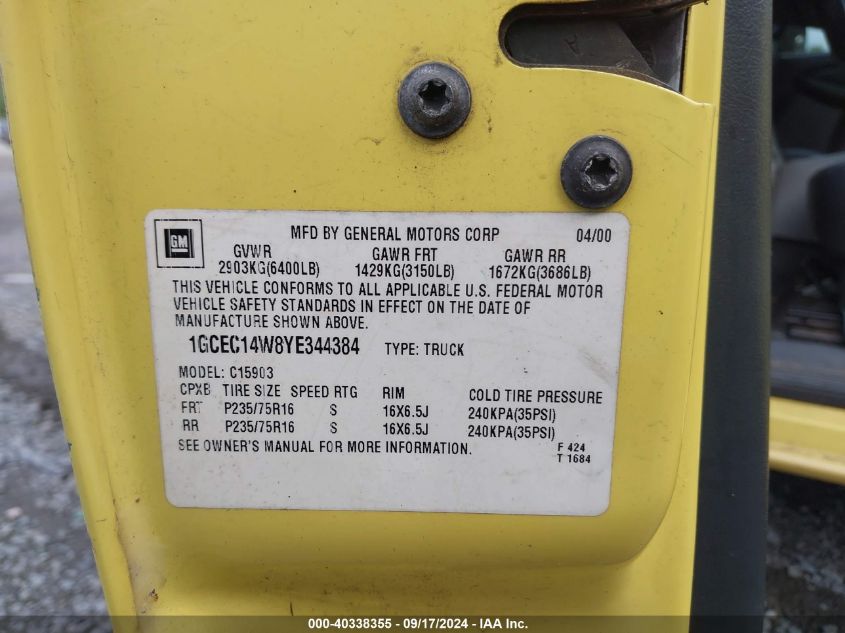 GM
MFD BY GENERAL MOTORS CORP 04/00
GVWR GAWR FRT GAWR RR
2903KG(6400LB) 1429KG(3150LB) 1672KG(3686LB)
THIS VEHICLE CONFORMS TO ALL APPLICABLE U.S. FEDERAL MOTOR
VEHICLE SAFETY STANDARDS IN EFFECT ON THE DATE OF
MANUFACTURE SHOWN ABOVE.
1GCEC14W8YE344384 TYPE: TRUCK
MODEL: C15903
CPXB TIRE SIZE SPEED RTG RIM COLD TIRE PRESSURE
FRT P235/75R16 S 16X6.5J 240KPA(35PSI)
RR P235/75R16 S 16X6.5J 240KPA(35PSI)
SEE OWNER'S MANUAL FOR MORE INFORMATION.
F 424
T 1684
000-40338355 - 09/17/2024 - IAA Inc.